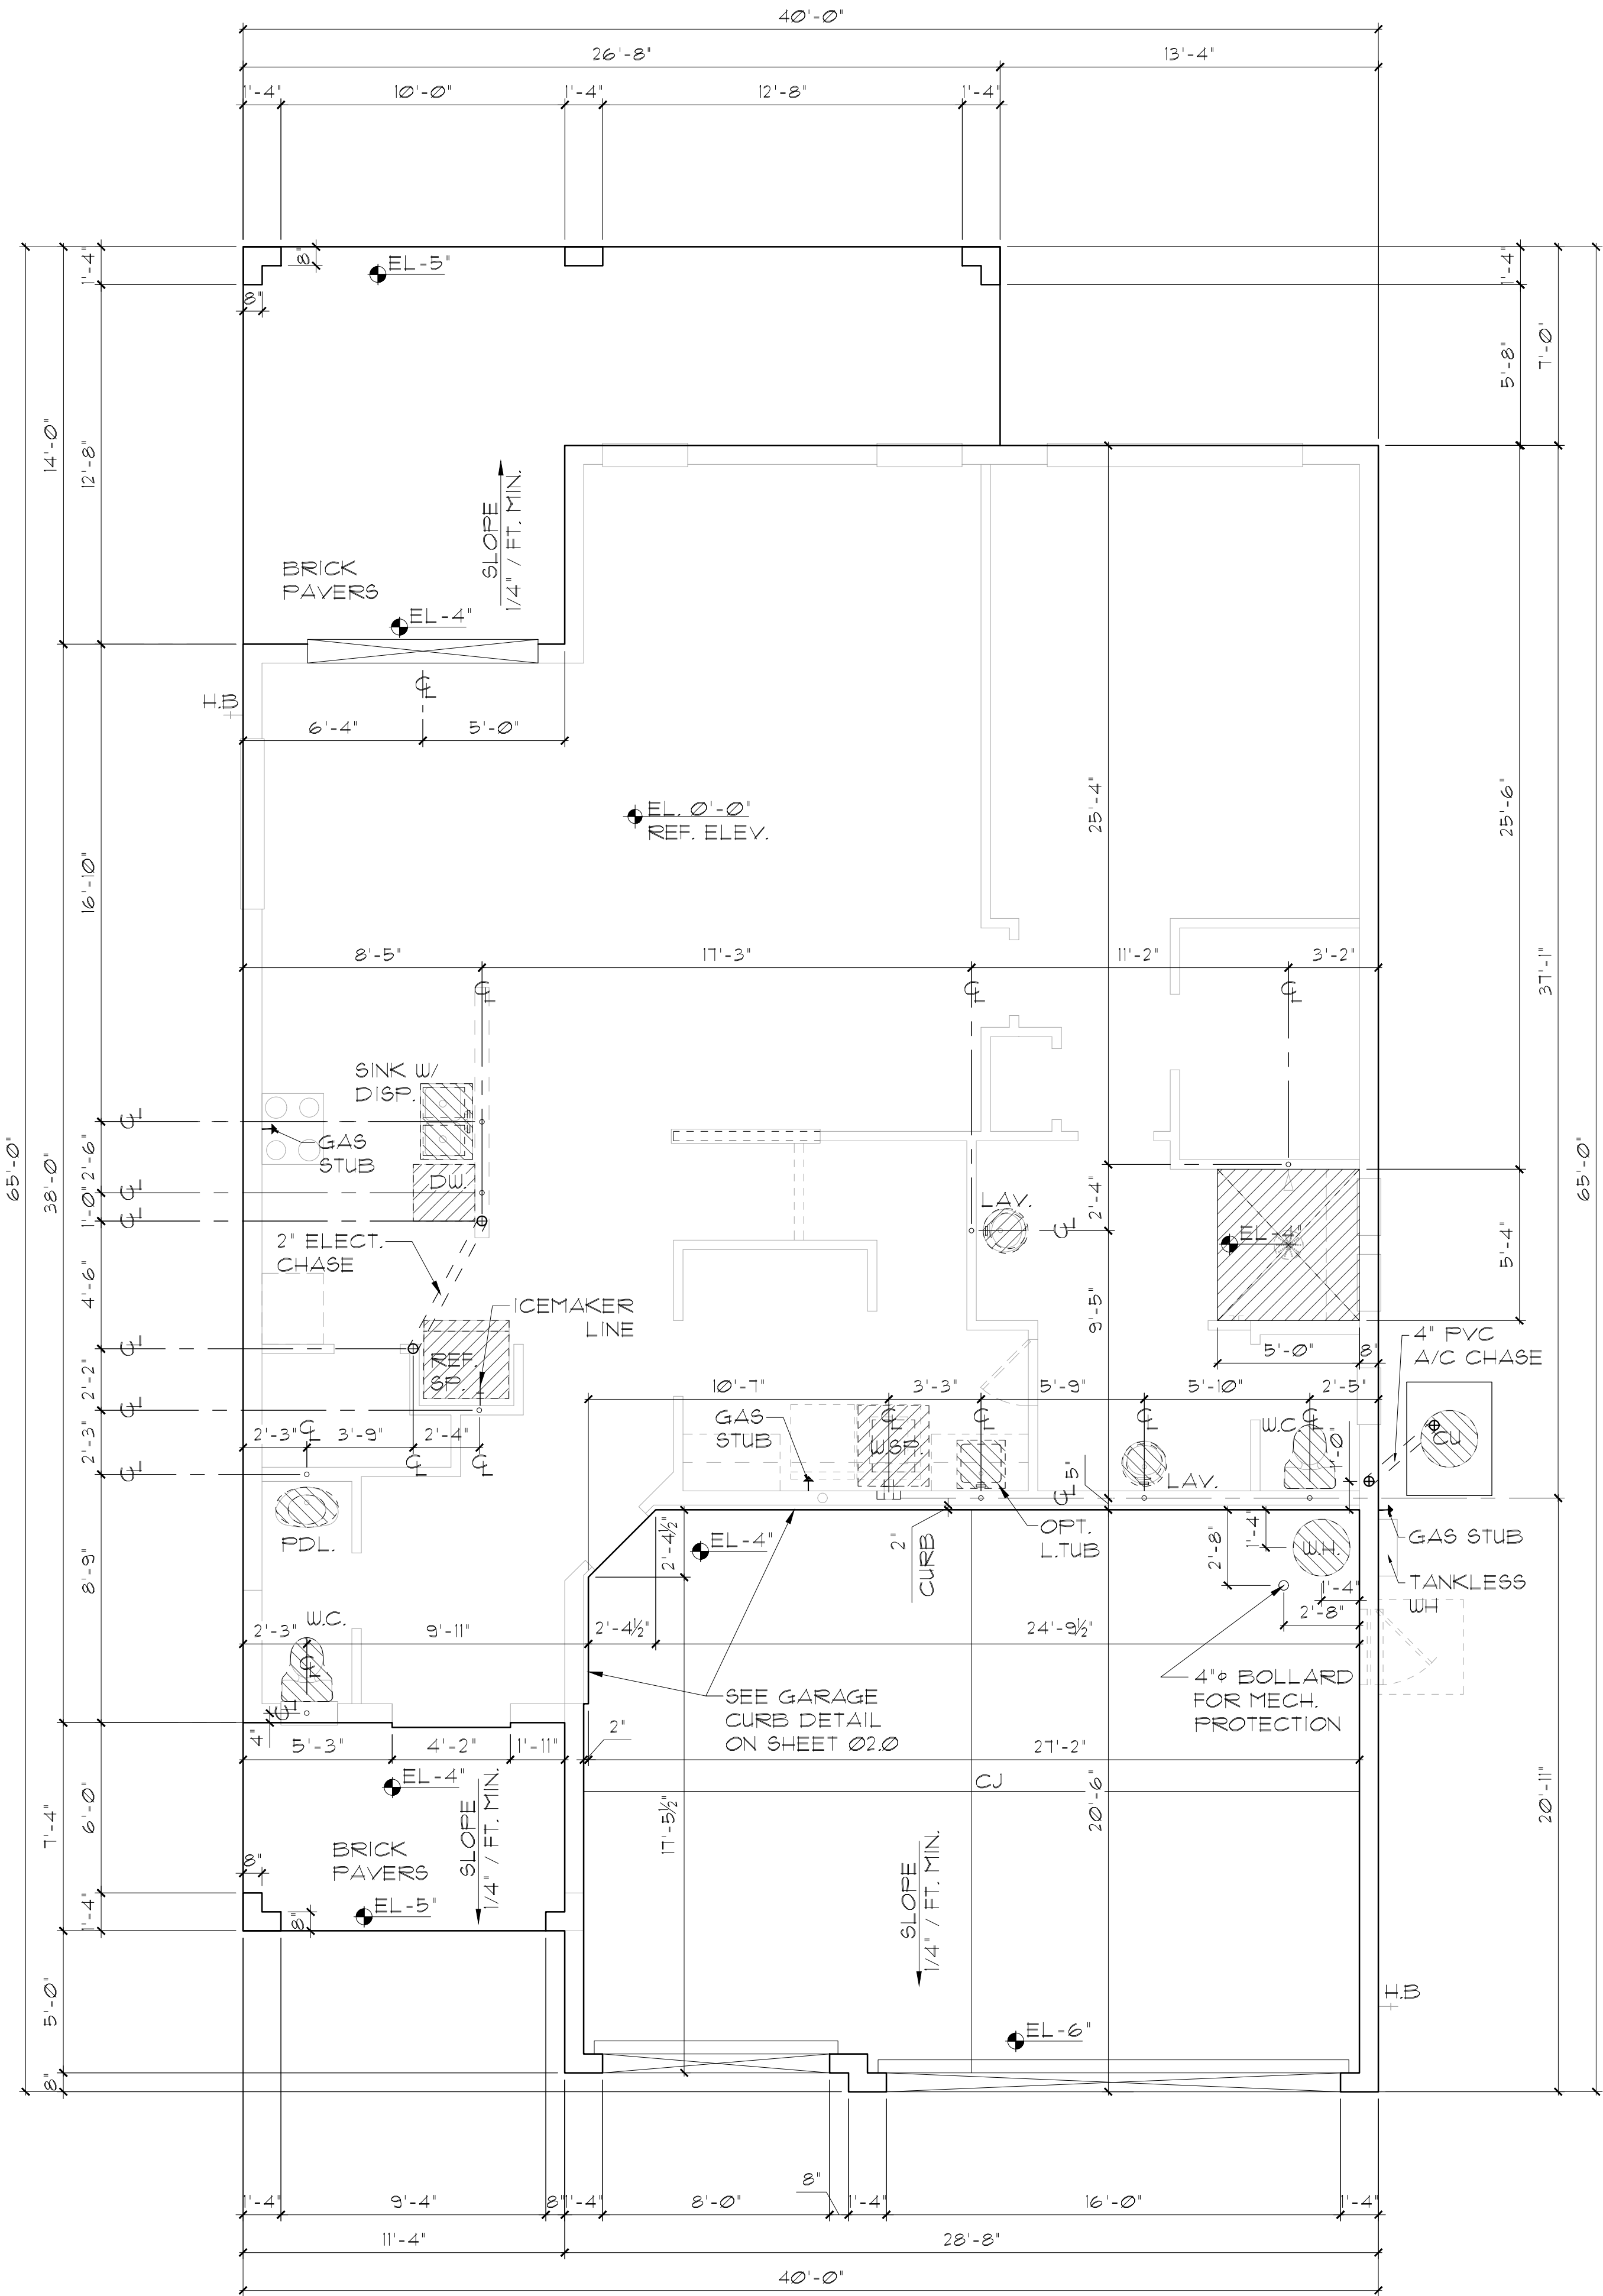 40'-0"
26'-8"
13'-4"
1'-4"
10'-0"
1'-4"
12'-8"
1'-4"
1'-4"
8"
EL-5"
8"
1'-4"
5'-8"
7'-0"
14'-0"
12'-8"
SLOPE
1/4" / FT. MIN.
BRICK
PAVERS
EL-4"
H.B
℄
6'-4"
5'-0"
EL. 0'-0"
REF. ELEV.
25'-4"
25'-6"
16'-10"
8'-5"
17'-3"
11'-2"
3'-2"
℄
℄
℄
37'-1"
SINK W/
DISP.
℄
GAS
STUB
2'-6"
DW.
℄
1'-0"
℄
65'-0"
38'-0"
65'-0"
LAV.
℄
2'-4"
EL-4"
5'-4"
2" ELECT.
CHASE
4'-6"
ICEMAKER
LINE
9'-5"
4" PVC
A/C CHASE
5'-0"
8"
℄
REF.
SP.
2'-2"
10'-7"
3'-3"
5'-9"
5'-10"
2'-5"
℄
GAS
STUB
℄
℄
℄
℄
W.C.
W.SP.
CU
1'-0"
2'-3"
℄
2'-3"
3'-9"
2'-4"
℄
℄
℄
5"
℄
LAV.
PDL.
EL-4"
2'-4½"
2"
CURB
OPT.
L.TUB
2'-8"
1'-4"
W.H.
GAS STUB
TANKLESS
WH
1'-4"
2'-8"
8'-9"
W.C.
2'-3"
9'-11"
2'-4½"
24'-9½"
℄
℄
4"
SEE GARAGE
CURB DETAIL
ON SHEET 02.0
4"ϕ BOLLARD
FOR MECH.
PROTECTION
5'-3"
4'-2"
1'-11"
2"
27'-2"
EL-4"
CJ
SLOPE
1/4" / FT. MIN.
17'-5½"
20'-6"
20'-11"
7'-4"
6'-0"
BRICK
PAVERS
8"
EL-5"
8"
1'-4"
SLOPE
1/4" / FT. MIN.
5'-0"
H.B
EL-6"
8"
8"
1'-4"
9'-4"
8"
1'-4"
8'-0"
1'-4"
16'-0"
1'-4"
11'-4"
28'-8"
40'-0"